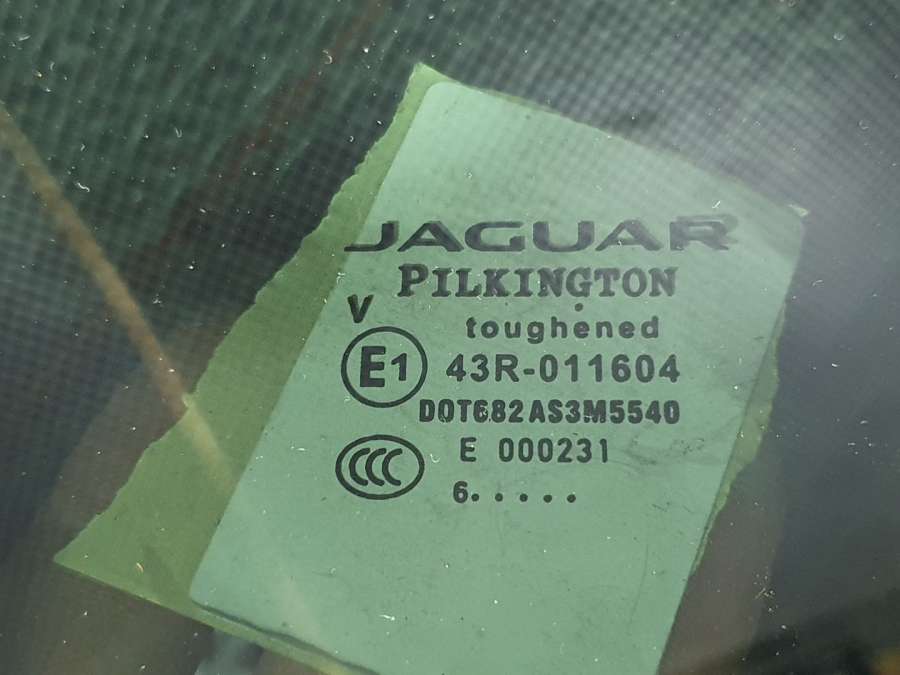 JAGUAR
PILKINGTON
V
toughened
E1 43R-011604
DOT682AS3M5540
E 000231
CCC
6.....